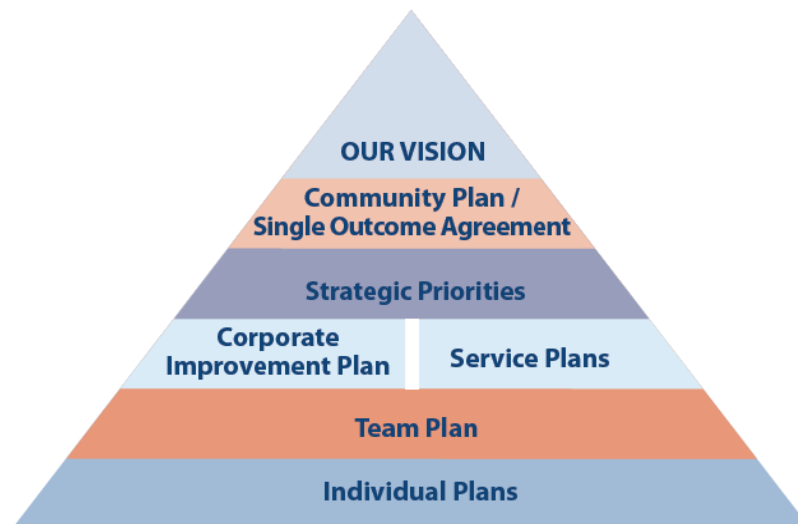 OUR VISION
Community Plan /
Single Outcome Agreement
Strategic Priorities
Corporate
Improvement Plan
Service Plans
Team Plan
Individual Plans